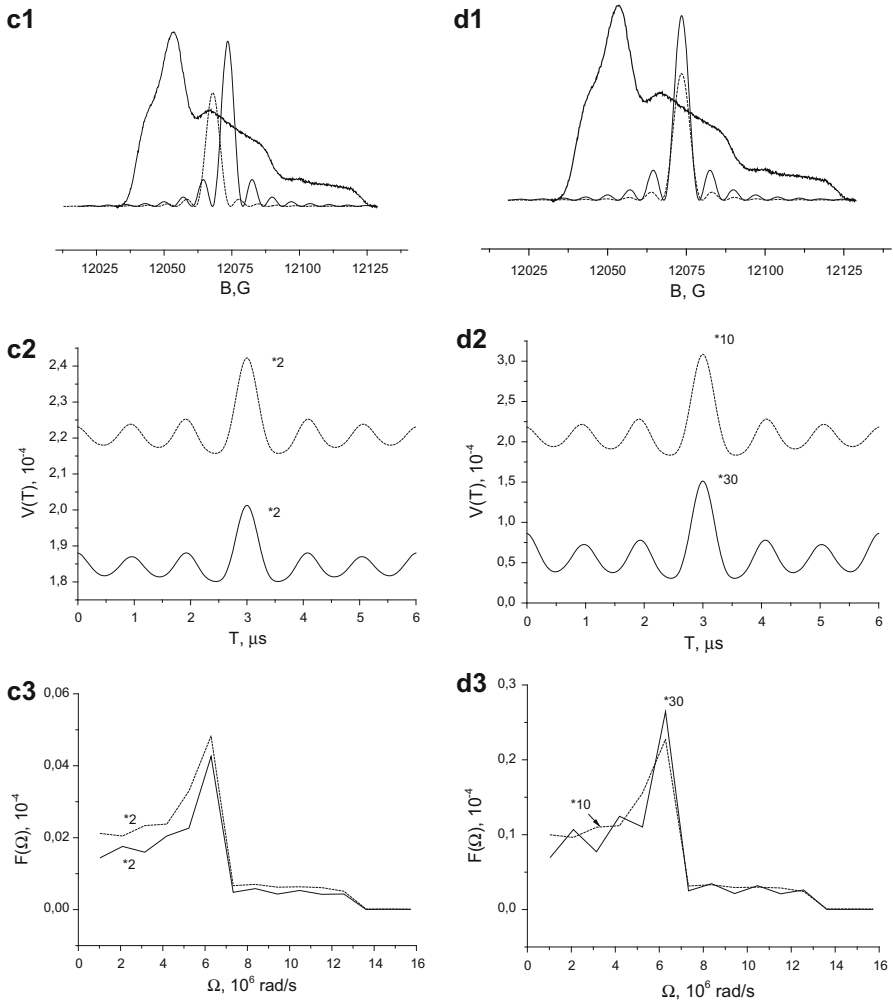 c1
d1
12025 12050 12075 12100 12125
B,G
12025 12050 12075 12100 12125
B, G
c2
2,4
2,3
2,2
2,1
2,0
1,9
1,8
V(T), 10⁻⁴
*2
*2
0 1 2 3 4 5 6
T, μs
d2
3,0
2,5
2,0
1,5
1,0
0,5
0,0
V(T), 10⁻⁴
*10
*30
0 1 2 3 4 5 6
T, μs
c3
0,06
0,04
0,02
0,00
F(Ω), 10⁻⁴
*2
*2
0 2 4 6 8 10 12 14 16
Ω, 10⁶ rad/s
d3
0,3
0,2
0,1
0,0
F(Ω), 10⁻⁴
*30
*10
0 2 4 6 8 10 12 14 16
Ω, 10⁶ rad/s